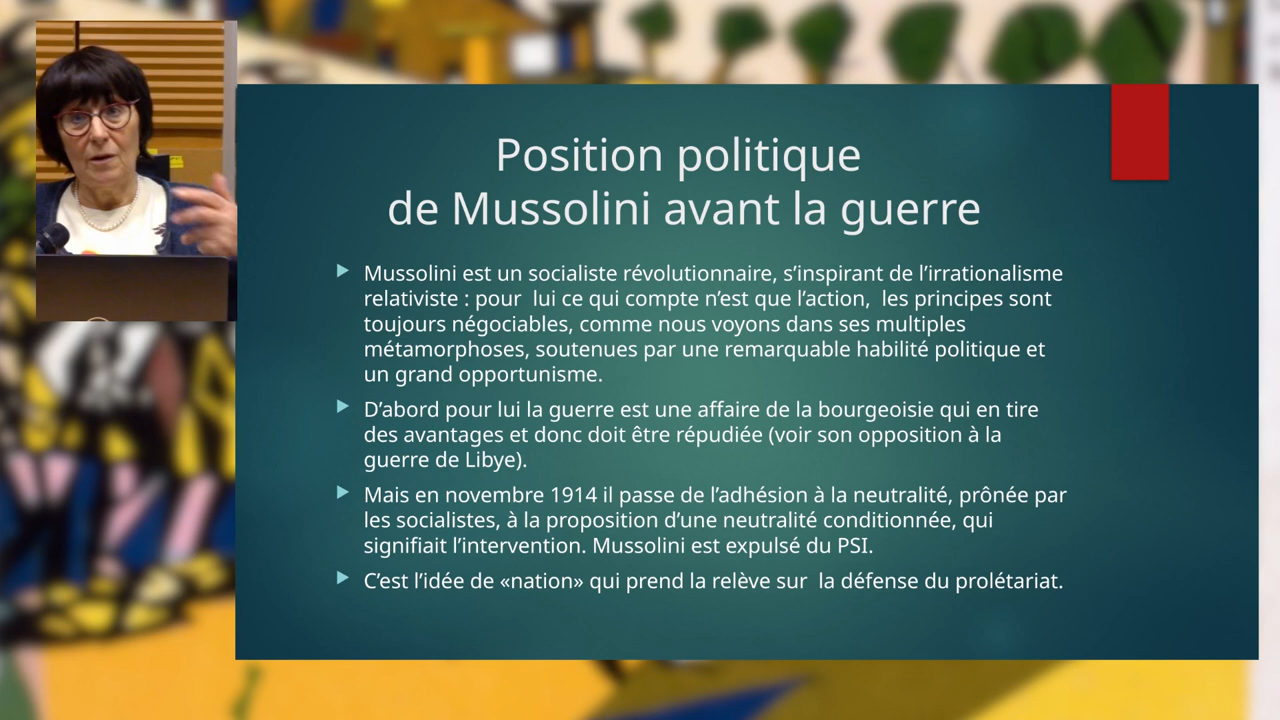 Position politique
de Mussolini avant la guerre
Mussolini est un socialiste révolutionnaire, s’inspirant de l’irrationalisme
relativiste : pour  lui ce qui compte n’est que l’action,  les principes sont
toujours négociables, comme nous voyons dans ses multiples
métamorphoses, soutenues par une remarquable habilité politique et
un grand opportunisme.
D’abord pour lui la guerre est une affaire de la bourgeoisie qui en tire
des avantages et donc doit être répudiée (voir son opposition à la
guerre de Libye).
Mais en novembre 1914 il passe de l’adhésion à la neutralité, prônée par
les socialistes, à la proposition d’une neutralité conditionnée, qui
signifiait l’intervention. Mussolini est expulsé du PSI.
C’est l’idée de «nation» qui prend la relève sur  la défense du prolétariat.